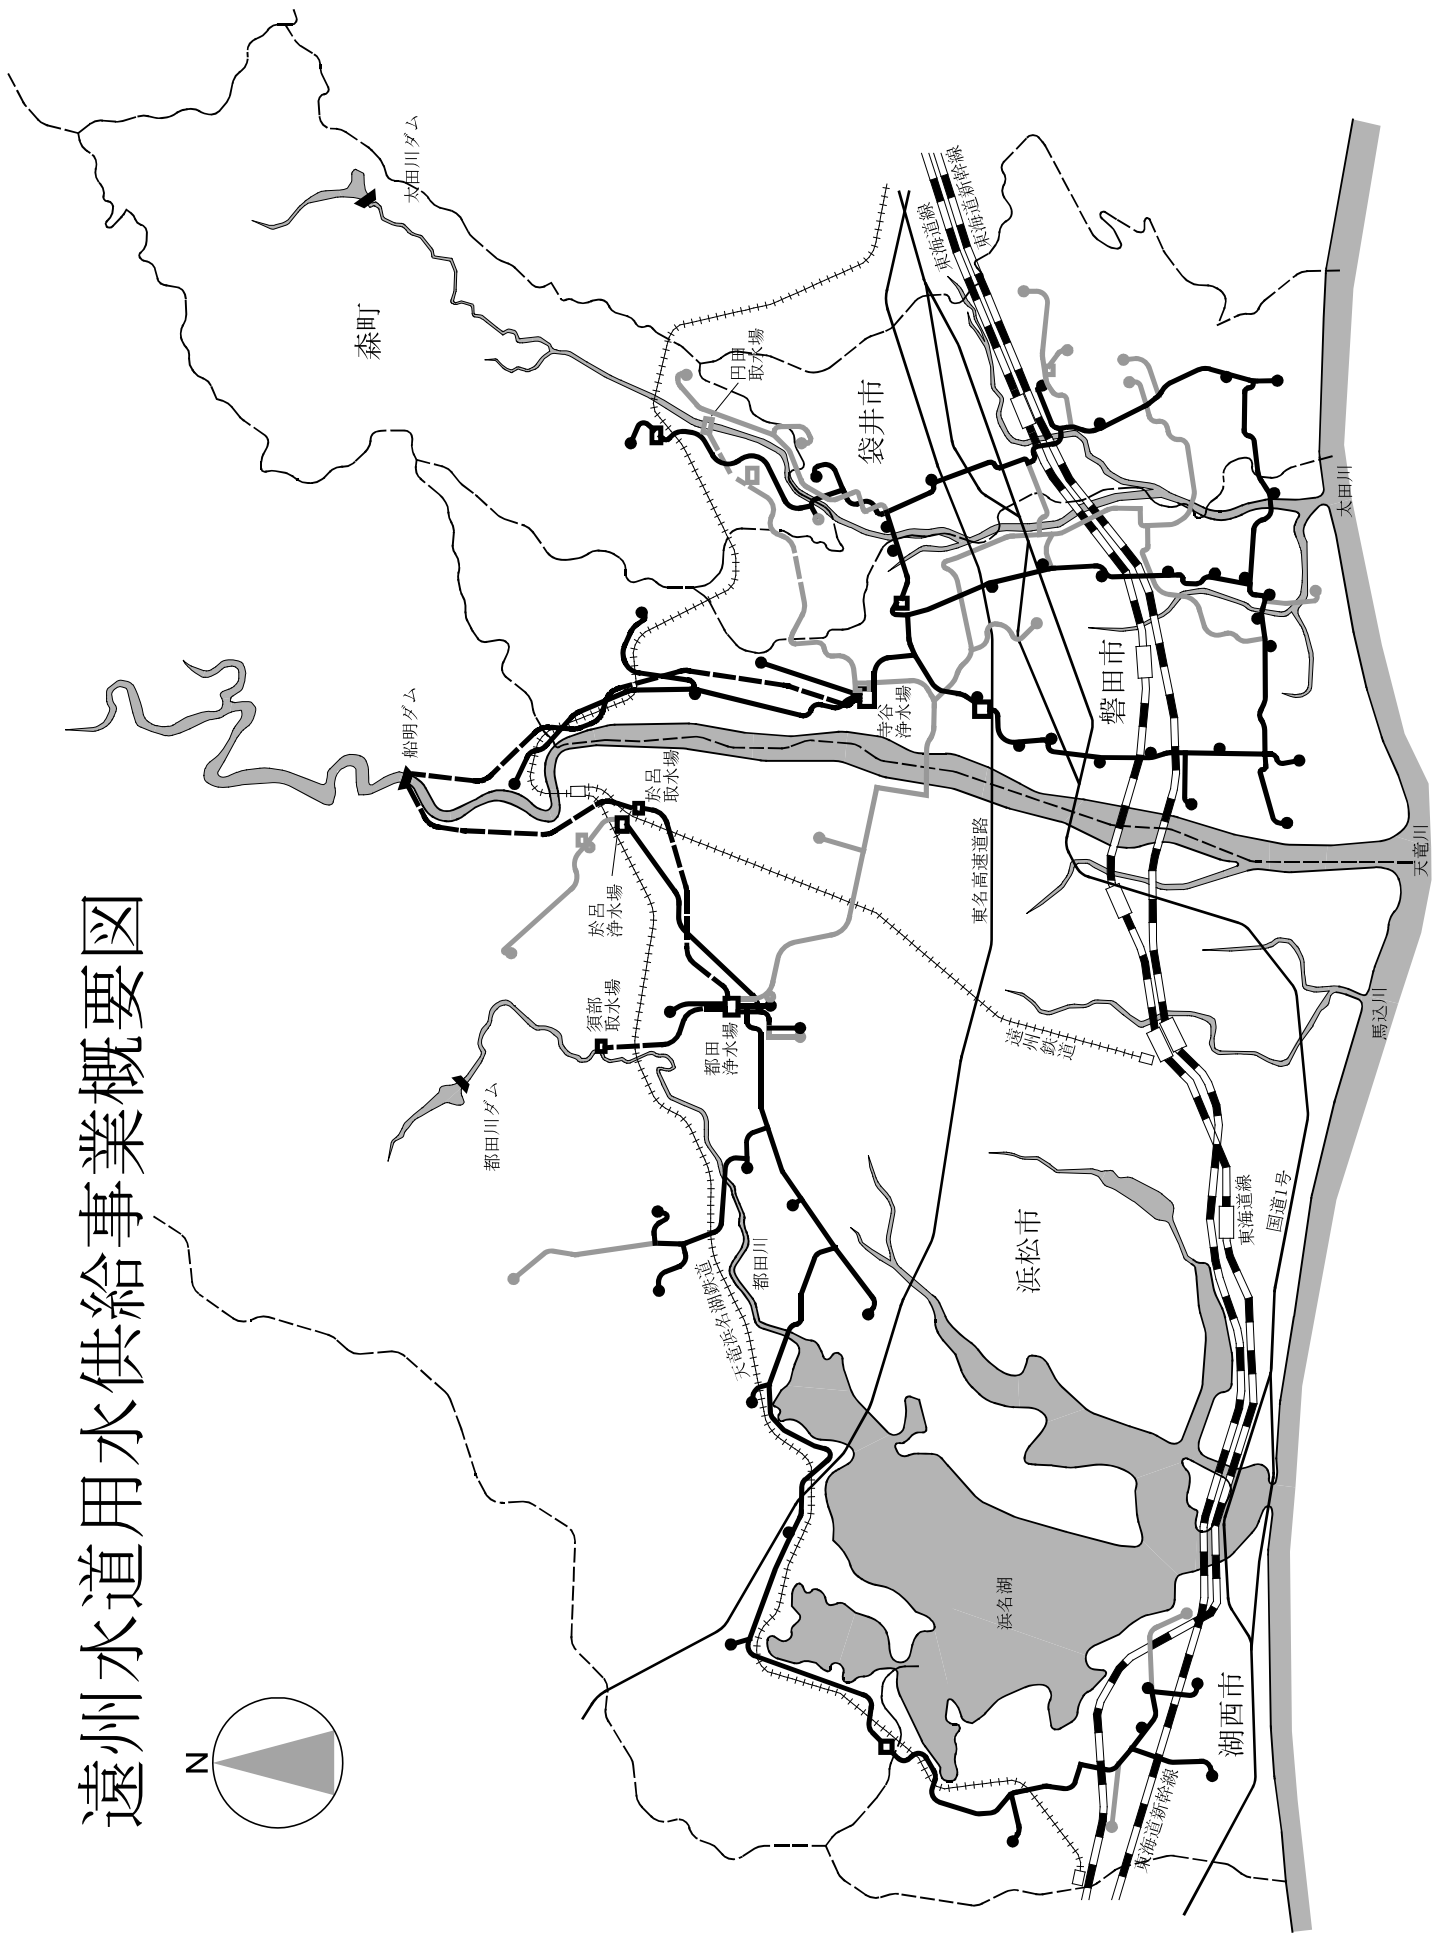 遠州水道用水供給事業概要図
N
船明ダム
太田川ダム
森町
都田川ダム
須部
取水場
於呂
浄水場
於呂
取水場
円田
取水場
都田
浄水場
寺谷
浄水場
天竜浜名湖鉄道
都田川
袋井市
東海道線
東海道新幹線
東名高速道路
遠州鉄道
浜名湖
浜松市
磐田市
東海道新幹線
湖西市
東海道線
国道1号
馬込川
天竜川
太田川